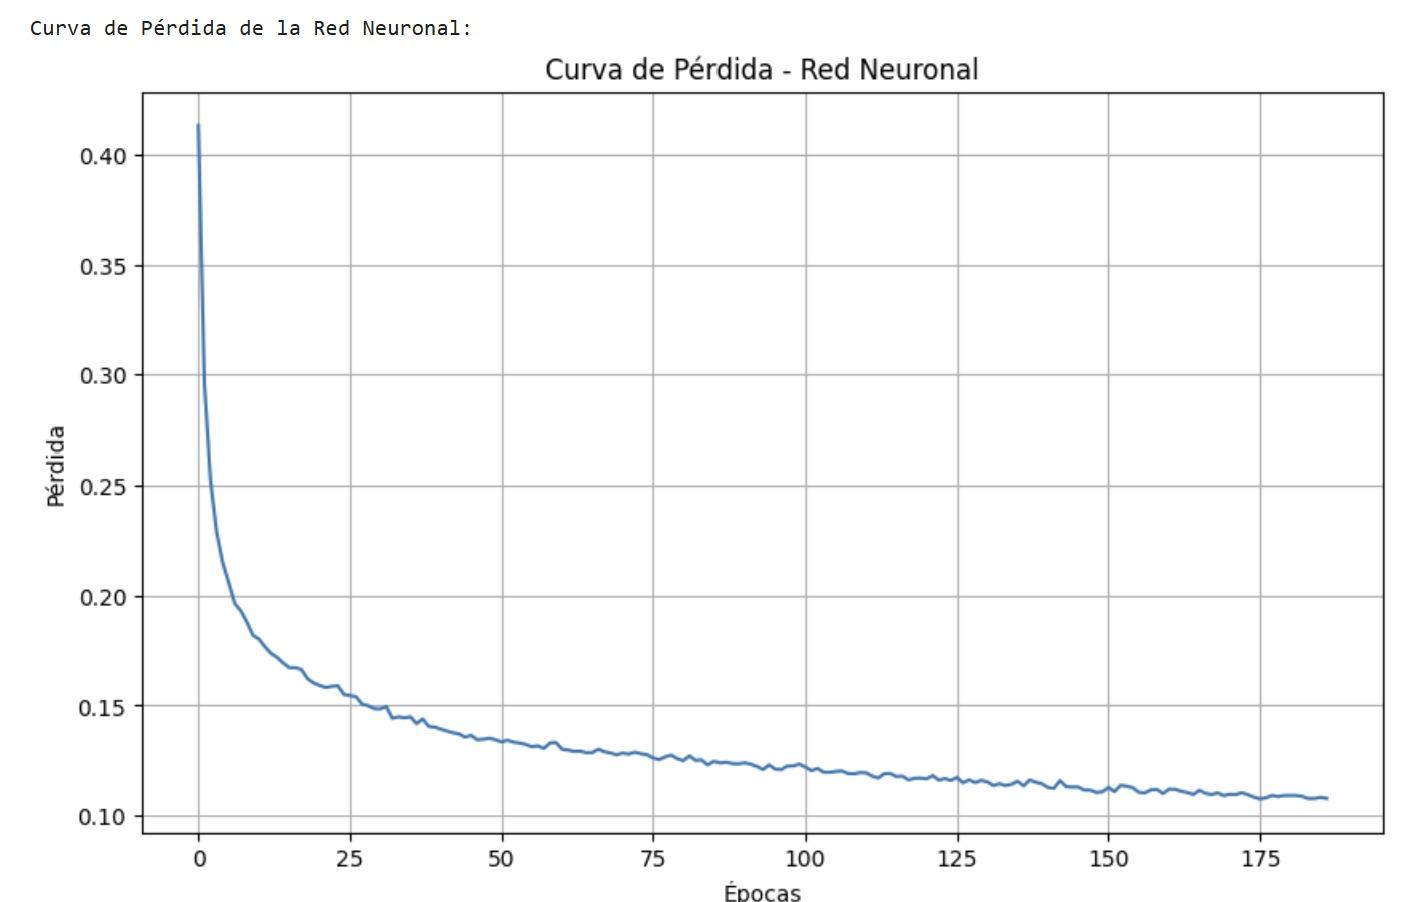 Curva de Pérdida de la Red Neuronal:
Curva de Pérdida - Red Neuronal
0.40
0.35
0.30
0.25
0.20
0.15
0.10
Pérdida
0 25 50 75 100 125 150 175
Épocas